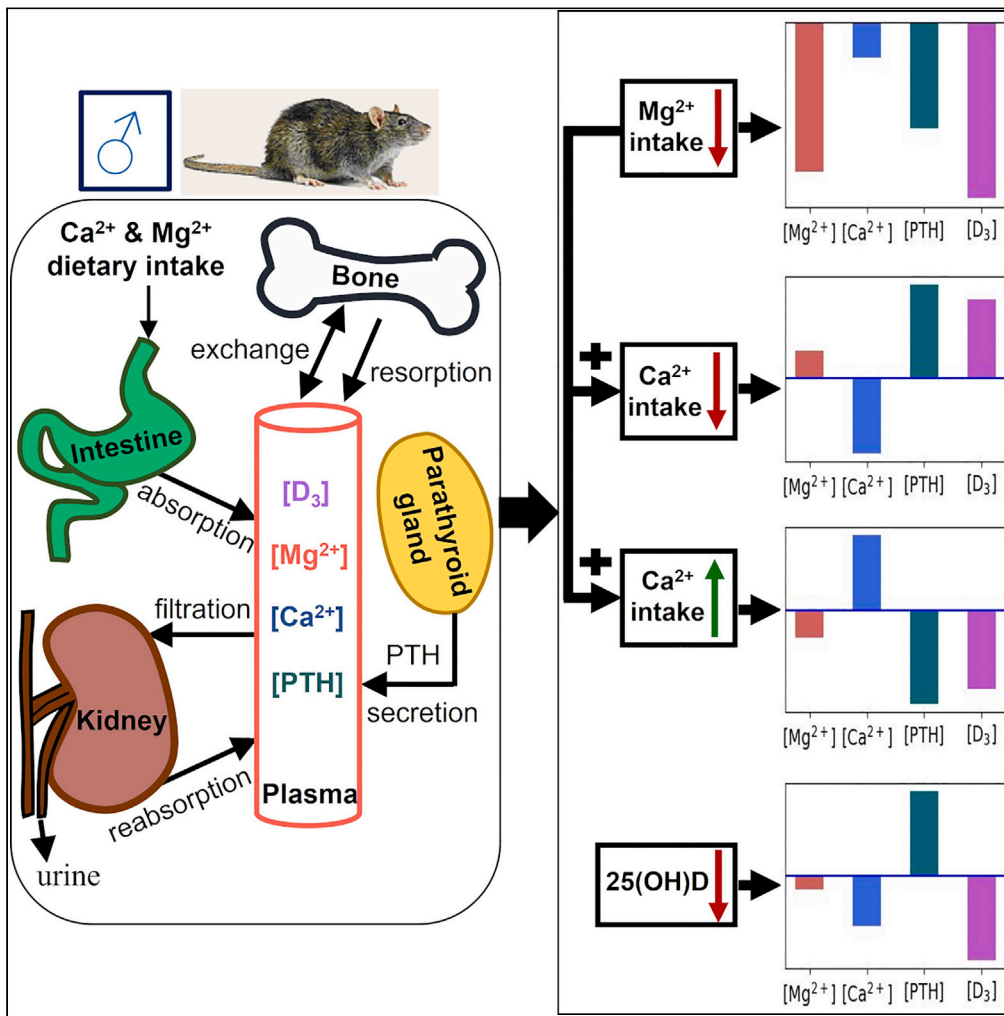 Ca²⁺ & Mg²⁺
dietary intake
Bone
exchange
resorption
Intestine
absorption
Parathyroid
gland
[D₃]
[Mg²⁺]
[Ca²⁺]
[PTH]
Plasma
filtration
Kidney
reabsorption
urine
PTH
secretion
Mg²⁺
intake
[Mg²⁺] [Ca²⁺] [PTH] [D₃]
+
Ca²⁺
intake
[Mg²⁺] [Ca²⁺] [PTH] [D₃]
+
Ca²⁺
intake
[Mg²⁺] [Ca²⁺] [PTH] [D₃]
25(OH)D
[Mg²⁺] [Ca²⁺] [PTH] [D₃]